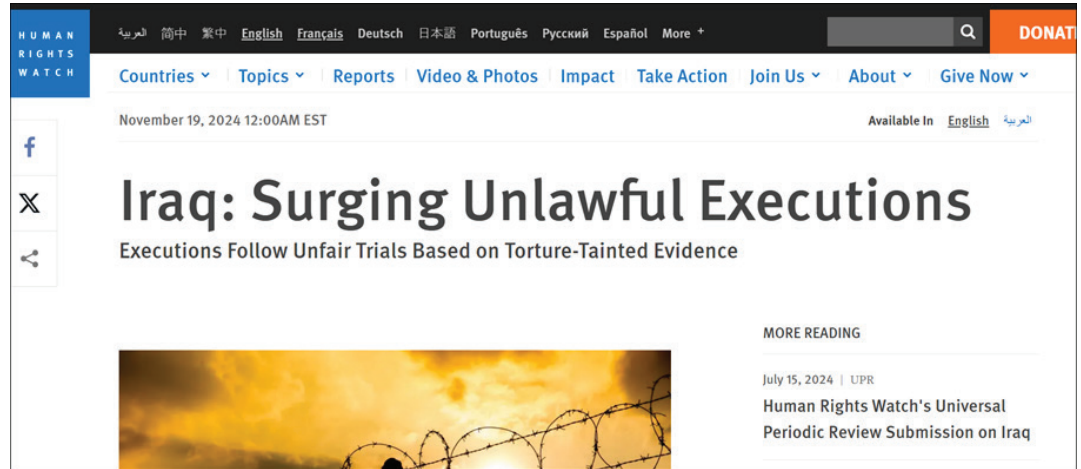 HUMAN
RIGHTS
WATCH
العربية 简中 繁中 English Français Deutsch 日本語 Português Русский Español More +
DONAT
Countries Topics Reports Video & Photos Impact Take Action Join Us About Give Now
November 19, 2024 12:00AM EST
Available In English العربية
Iraq: Surging Unlawful Executions
Executions Follow Unfair Trials Based on Torture-Tainted Evidence
MORE READING
July 15, 2024 | UPR
Human Rights Watch's Universal
Periodic Review Submission on Iraq